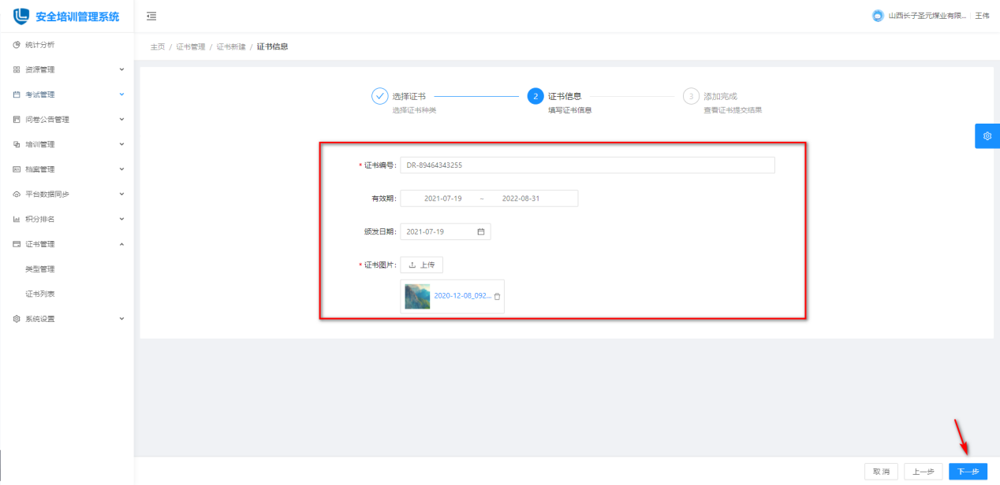 安全培训管理系统
山西长子圣元煤业有限... 王伟
统计分析
资源管理
考试管理
问卷公告管理
培训管理
档案管理
平台数据同步
积分排名
证书管理
类型管理
证书列表
系统设置
主页 / 证书管理 / 证书新建 / 证书信息
选择证书
选择证书种类
2 证书信息
填写证书信息
3 添加完成
查看证书提交结果
* 证书编号: DR-89464343255
有效期: 2021-07-19 ~ 2022-08-31
颁发日期: 2021-07-19
* 证书图片: 上传
2020-12-08_092...
取消 上一步 下一步